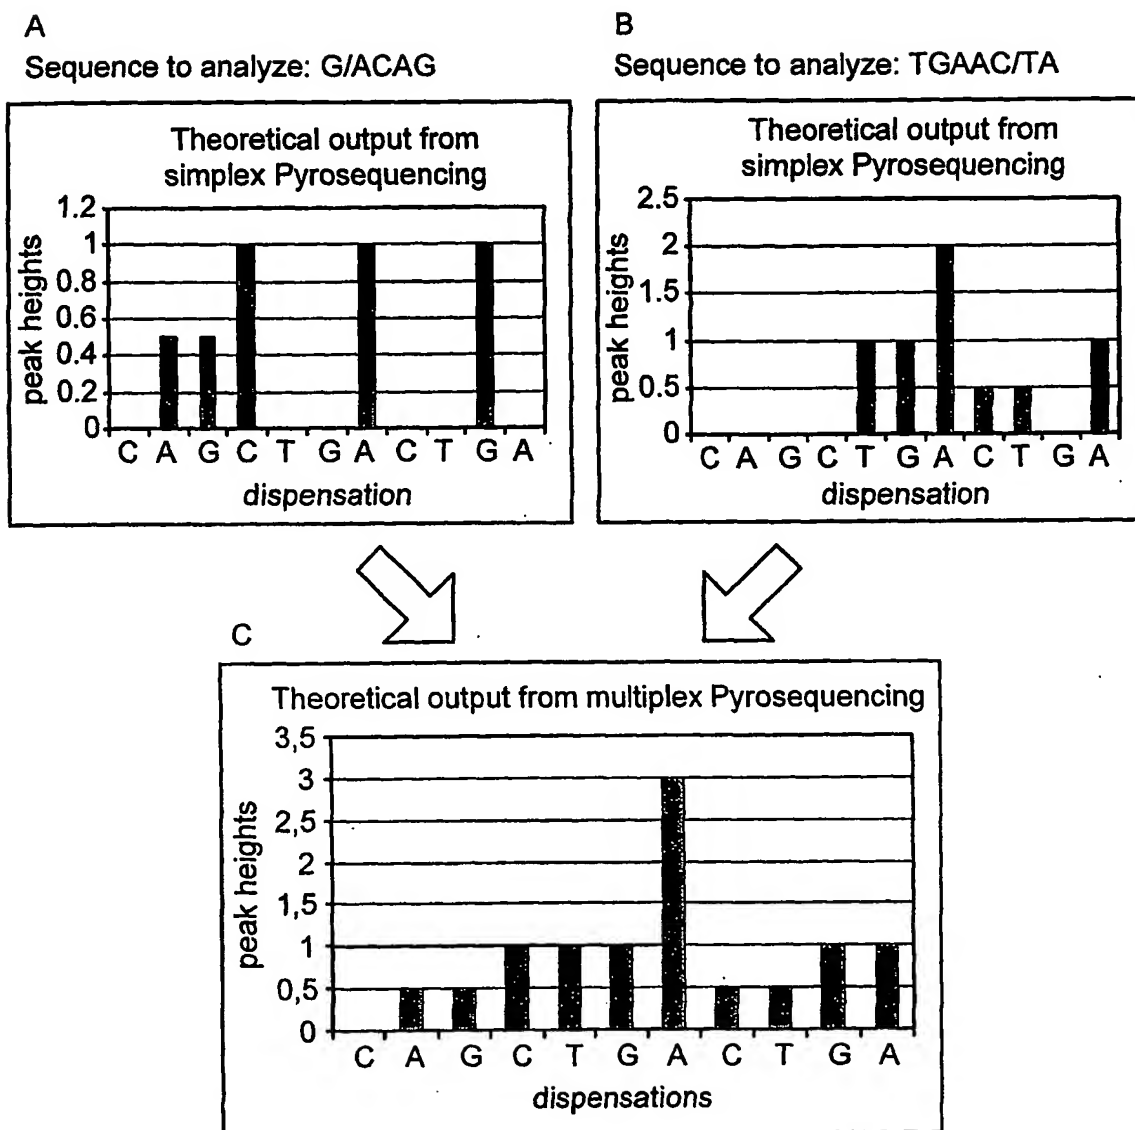 A
Sequence to analyze: G/ACAG
Theoretical output from
simplex Pyrosequencing
1.2
1
0.8
0.6
0.4
0.2
0
peak heights
C A G C T G A C T G A
dispensation
B
Sequence to analyze: TGAAC/TA
Theoretical output from
simplex Pyrosequencing
2.5
2
1.5
1
0.5
0
peak heights
C A G C T G A C T G A
dispensation
C
Theoretical output from multiplex Pyrosequencing
3,5
3
2,5
2
1,5
1
0,5
0
peak heights
C A G C T G A C T G A
dispensations